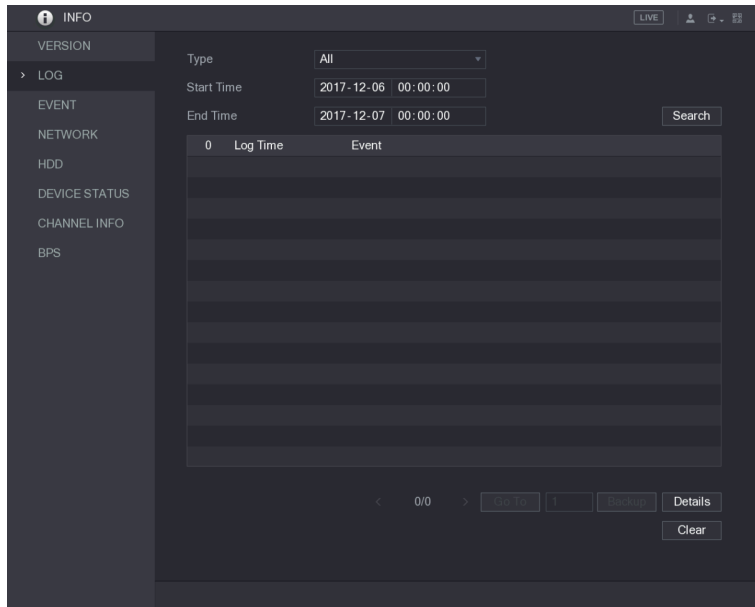 INFO
LIVE
VERSION
LOG
EVENT
NETWORK
HDD
DEVICE STATUS
CHANNEL INFO
BPS
Type All
Start Time 2017-12-06 00:00:00
End Time 2017-12-07 00:00:00 Search
0 Log Time Event
0/0 Go To 1 Backup Details
Clear